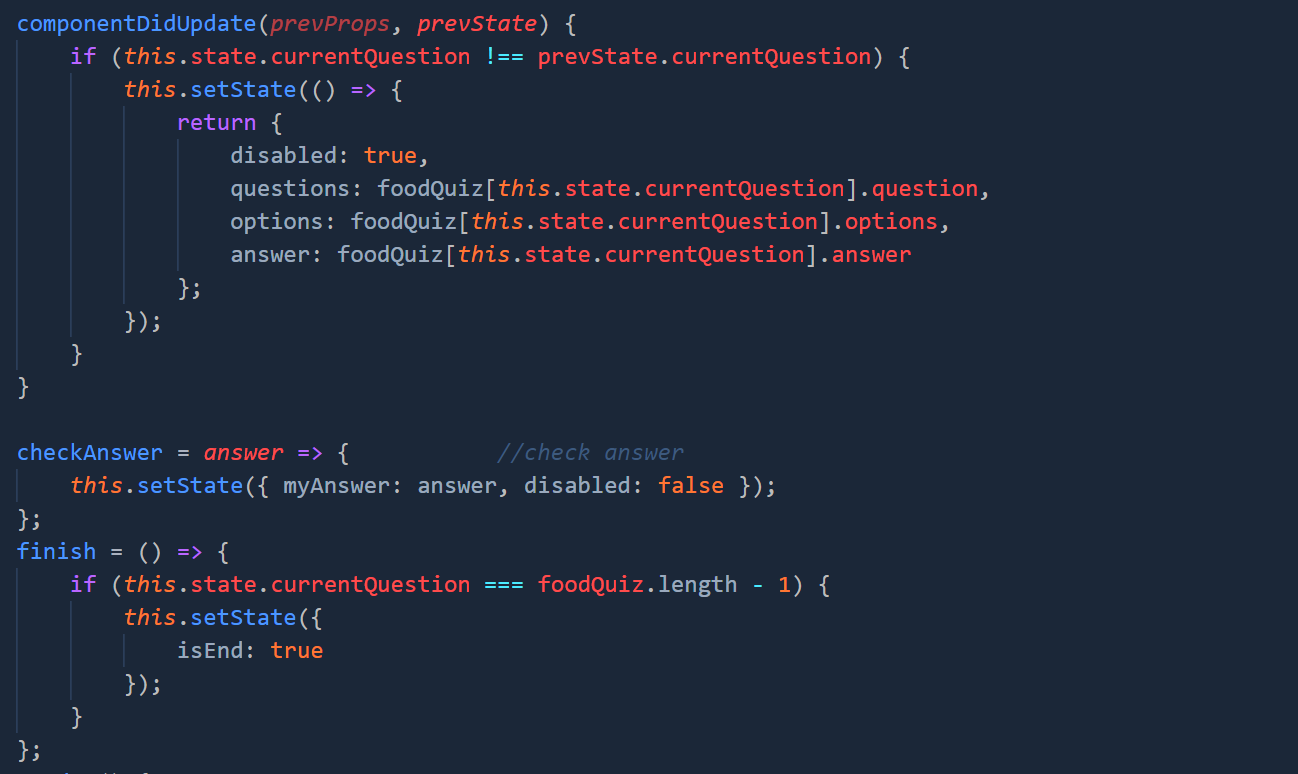 componentDidUpdate(prevProps, prevState) {
    if (this.state.currentQuestion !== prevState.currentQuestion) {
        this.setState(() => {
            return {
                disabled: true,
                questions: foodQuiz[this.state.currentQuestion].question,
                options: foodQuiz[this.state.currentQuestion].options,
                answer: foodQuiz[this.state.currentQuestion].answer
            };
        });
    }
}

checkAnswer = answer => {           //check answer
    this.setState({ myAnswer: answer, disabled: false });
};
finish = () => {
    if (this.state.currentQuestion === foodQuiz.length - 1) {
        this.setState({
            isEnd: true
        });
    }
};